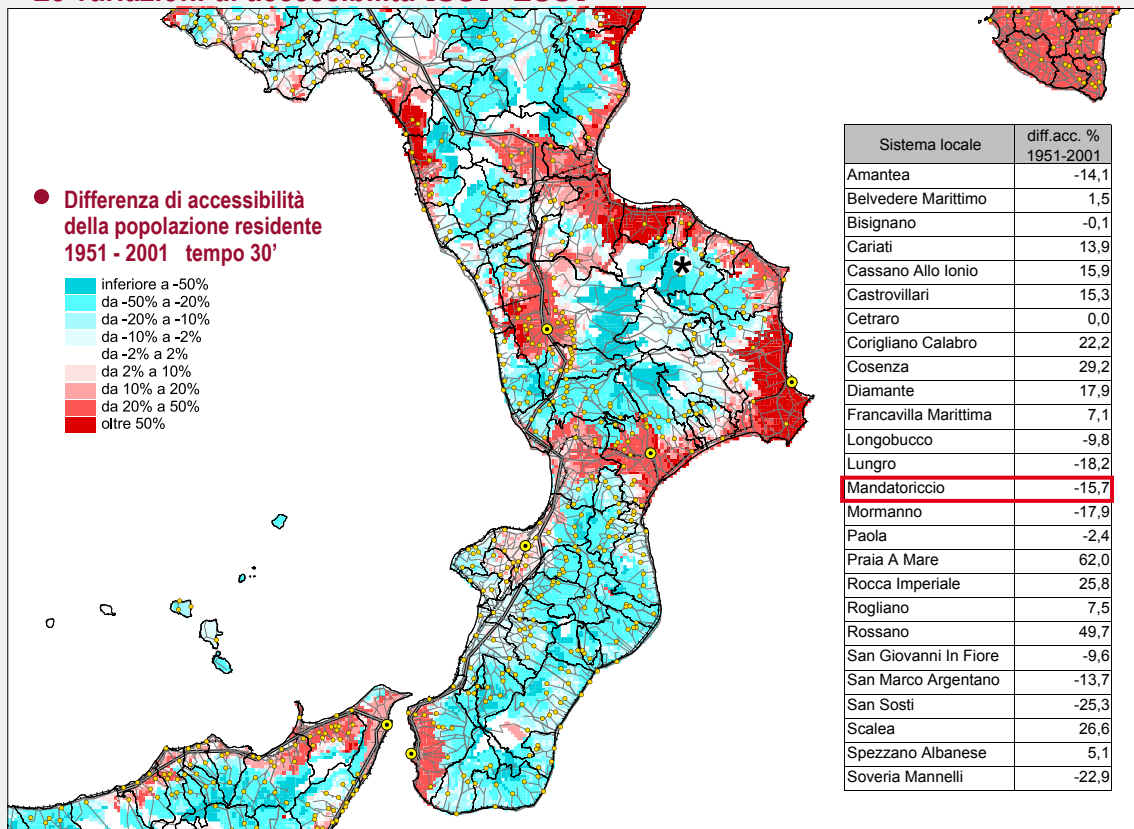 Differenza di accessibilità
della popolazione residente
1951 - 2001 tempo 30'
inferiore a -50%
da -50% a -20%
da -20% a -10%
da -10% a -2%
da -2% a 2%
da 2% a 10%
da 10% a 20%
da 20% a 50%
oltre 50%
*
Sistema locale diff.acc. % 1951-2001
Amantea -14,1
Belvedere Marittimo 1,5
Bisignano -0,1
Cariati 13,9
Cassano Allo Ionio 15,9
Castrovillari 15,3
Cetraro 0,0
Corigliano Calabro 22,2
Cosenza 29,2
Diamante 17,9
Francavilla Marittima 7,1
Longobucco -9,8
Lungro -18,2
Mandatoriccio -15,7
Mormanno -17,9
Paola -2,4
Praia A Mare 62,0
Rocca Imperiale 25,8
Rogliano 7,5
Rossano 49,7
San Giovanni In Fiore -9,6
San Marco Argentano -13,7
San Sosti -25,3
Scalea 26,6
Spezzano Albanese 5,1
Soveria Mannelli -22,9